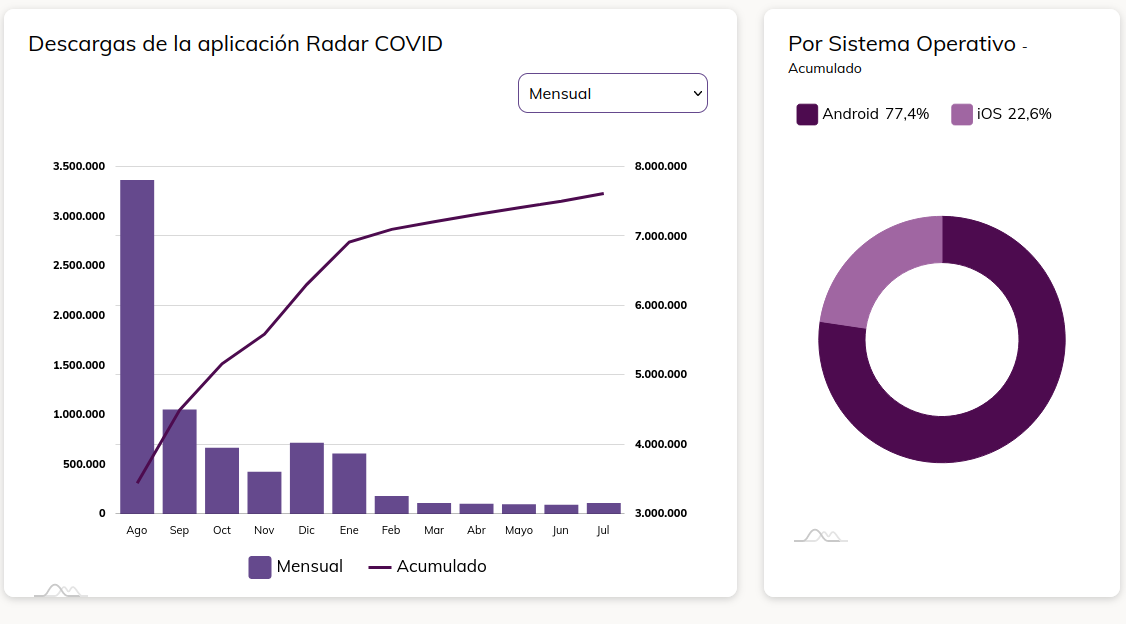 Descargas de la aplicación Radar COVID
Mensual
3.500.000
3.000.000
2.500.000
2.000.000
1.500.000
1.000.000
500.000
0
8.000.000
7.000.000
6.000.000
5.000.000
4.000.000
3.000.000
Ago Sep Oct Nov Dic Ene Feb Mar Abr Mayo Jun Jul
Mensual Acumulado
Por Sistema Operativo -
Acumulado
Android 77,4% iOS 22,6%